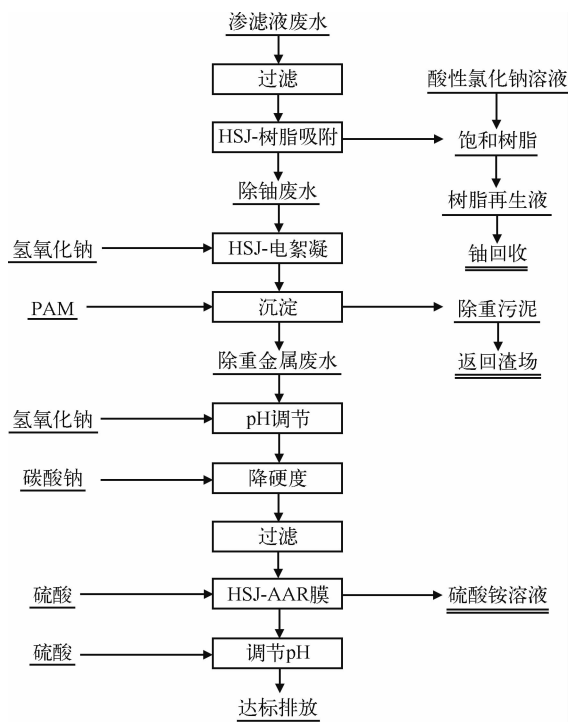 渗滤液废水
过滤
酸性氯化钠溶液
HSJ-树脂吸附
饱和树脂
除铀废水
树脂再生液
氢氧化钠
HSJ-电絮凝
铀回收
PAM
沉淀
除重污泥
除重金属废水
返回渣场
氢氧化钠
pH调节
碳酸钠
降硬度
过滤
硫酸
HSJ-AAR膜
硫酸铵溶液
硫酸
调节pH
达标排放